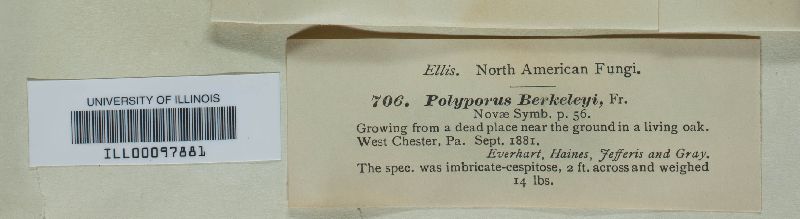 UNIVERSITY OF ILLINOIS
ILL00097881
Ellis. North American Fungi.
706. Polyporus Berkeleyi, Fr.
Novæ Symb. p. 56.
Growing from a dead place near the ground in a living oak.
West Chester, Pa. Sept. 1881.
Everhart, Haines, Jefferis and Gray.
The spec. was imbricate-cespitose, 2 ft. across and weighed
14 lbs.